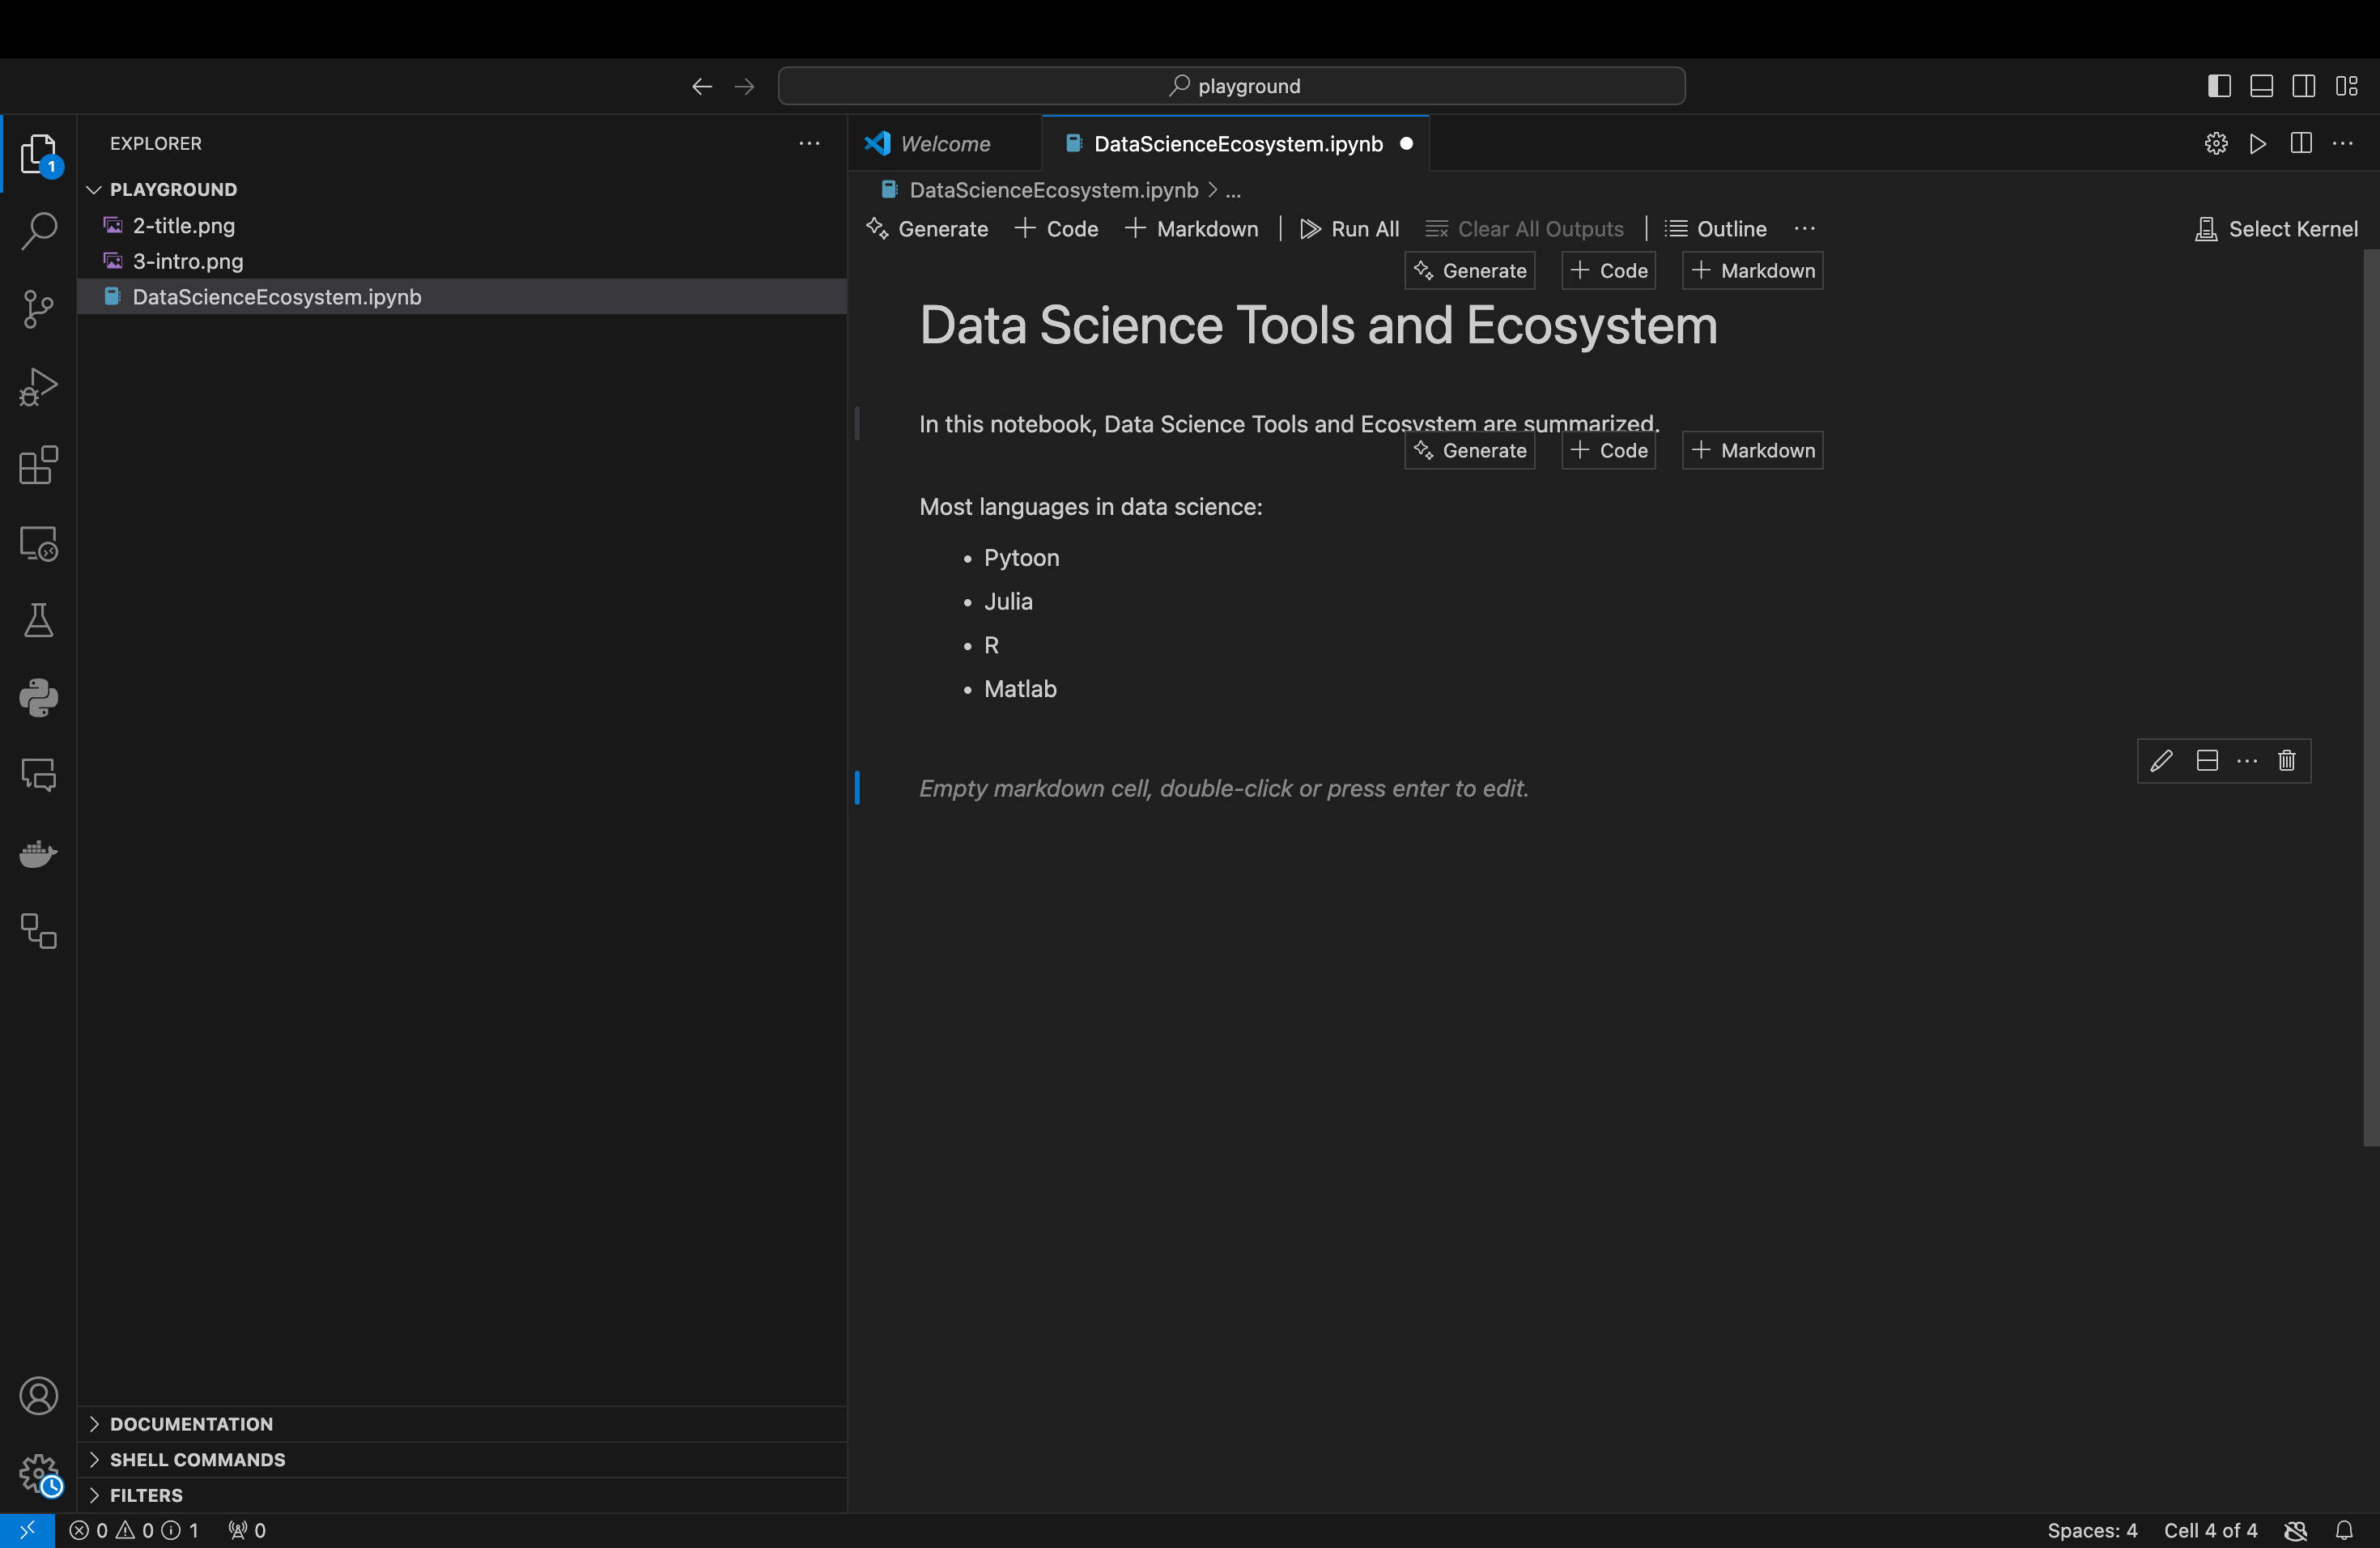 playground
EXPLORER
1
PLAYGROUND
2-title.png
3-intro.png
DataScienceEcosystem.ipynb
DOCUMENTATION
SHELL COMMANDS
FILTERS
Welcome
DataScienceEcosystem.ipynb
DataScienceEcosystem.ipynb > ...
Generate + Code + Markdown | Run All Clear All Outputs | Outline ...
Select Kernel
Generate + Code + Markdown
Data Science Tools and Ecosystem
In this notebook, Data Science Tools and Ecosystem are summarized.
Generate + Code + Markdown
Most languages in data science:
• Pytoon
• Julia
• R
• Matlab
Empty markdown cell, double-click or press enter to edit.
0 0 1 0
Spaces: 4 Cell 4 of 4